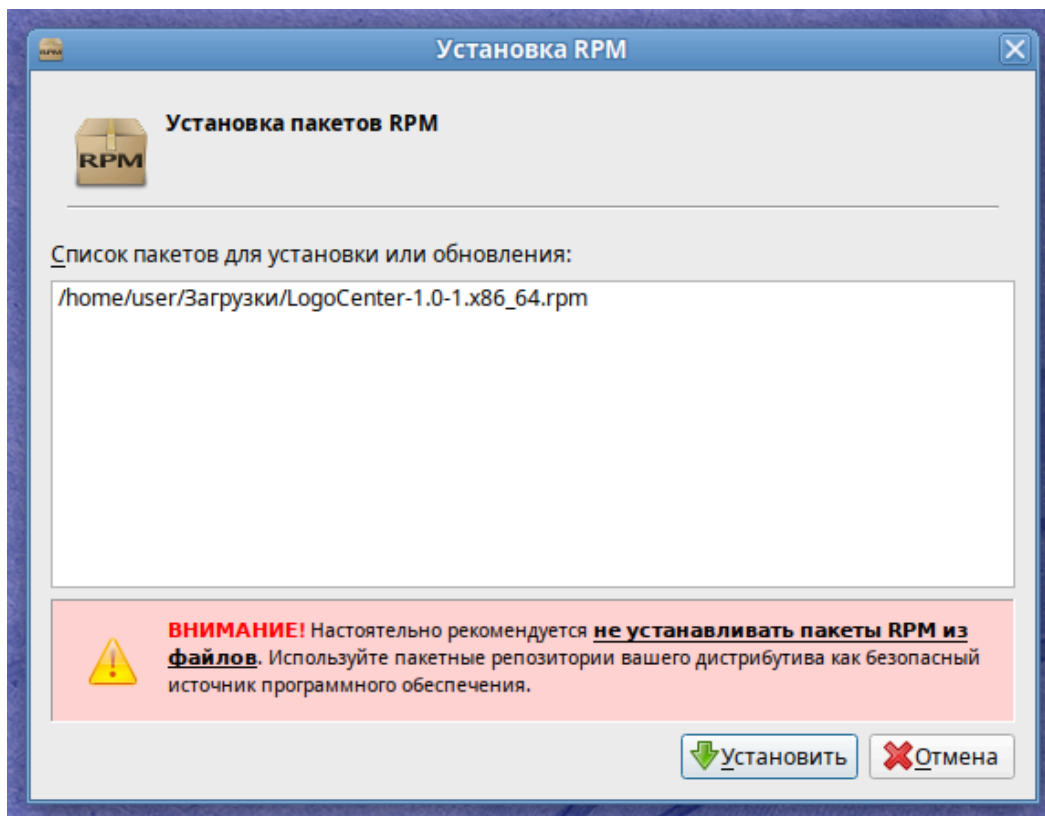 RPM
Установка RPM
Установка пакетов RPM
RPM
Список пакетов для установки или обновления:
/home/user/Загрузки/LogoCenter-1.0-1.x86_64.rpm
ВНИМАНИЕ! Настоятельно рекомендуется не устанавливать пакеты RPM из
файлов. Используйте пакетные репозитории вашего дистрибутива как безопасный
источник программного обеспечения.
Установить Отмена